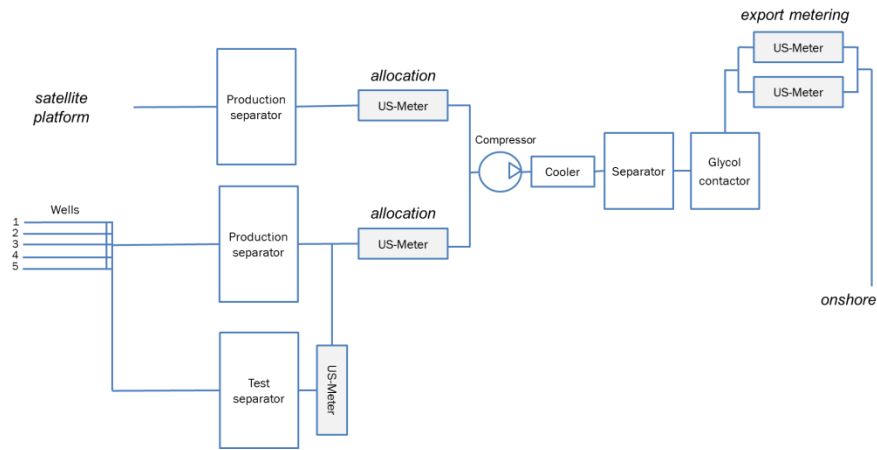 export metering
US-Meter
US-Meter
allocation
satellite
platform
Production
separator
US-Meter
Compressor
Cooler
Separator
Glycol
contactor
Wells
1
2
3
4
5
allocation
Production
separator
US-Meter
onshore
Test
separator
US-Meter